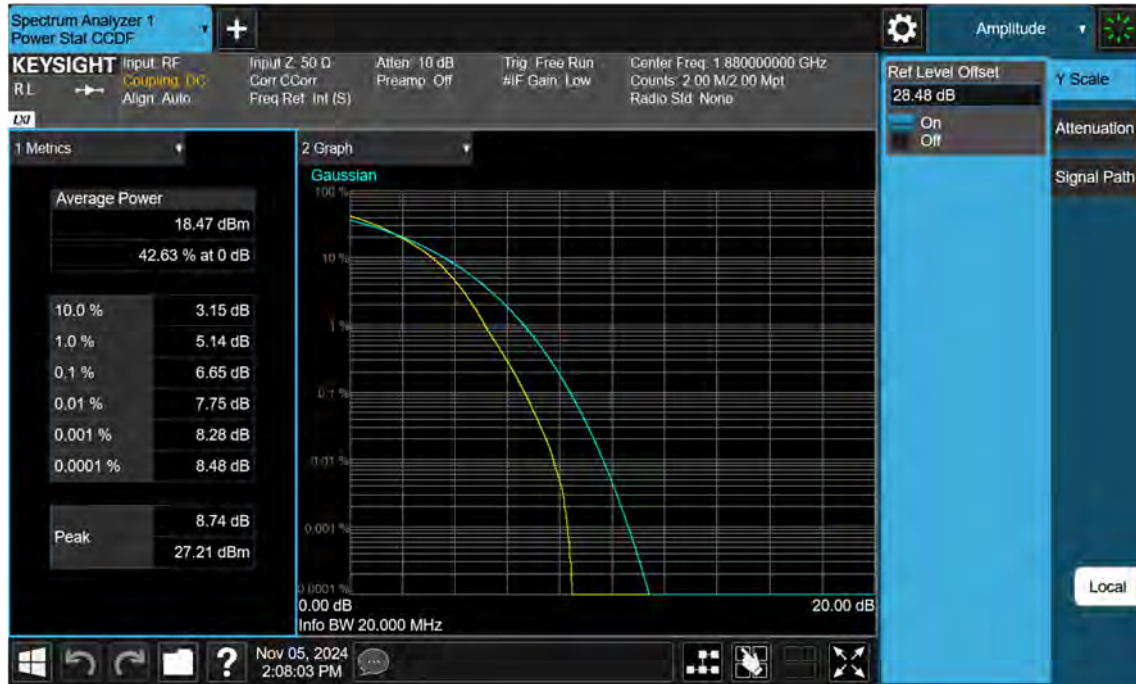 Spectrum Analyzer 1
Power Stat CCDF
+
Amplitude
KEYSIGHT
RL
LXI
Input: RF
Coupling: DC
Align: Auto
Input Z: 50 Ω
Corr CCorr
Freq Ref: Int (S)
Atten: 10 dB
Preamp: Off
Trig: Free Run
#IF Gain: Low
Center Freq: 1.880000000 GHz
Counts: 2.00 M/2.00 Mpt
Radio Std: None
Ref Level Offset
28.48 dB
On
Off
Y Scale
Attenuation
Signal Path
Local
1 Metrics
Average Power
18.47 dBm
42.63 % at 0 dB
10.0 % 3.15 dB
1.0 % 5.14 dB
0.1 % 6.65 dB
0.01 % 7.75 dB
0.001 % 8.28 dB
0.0001 % 8.48 dB
Peak
8.74 dB
27.21 dBm
2 Graph
Gaussian
100 %
10 %
1 %
0.1 %
0.01 %
0.001 %
0.0001 %
0.00 dB 20.00 dB
Info BW 20.000 MHz
?
Nov 05, 2024
2:08:03 PM